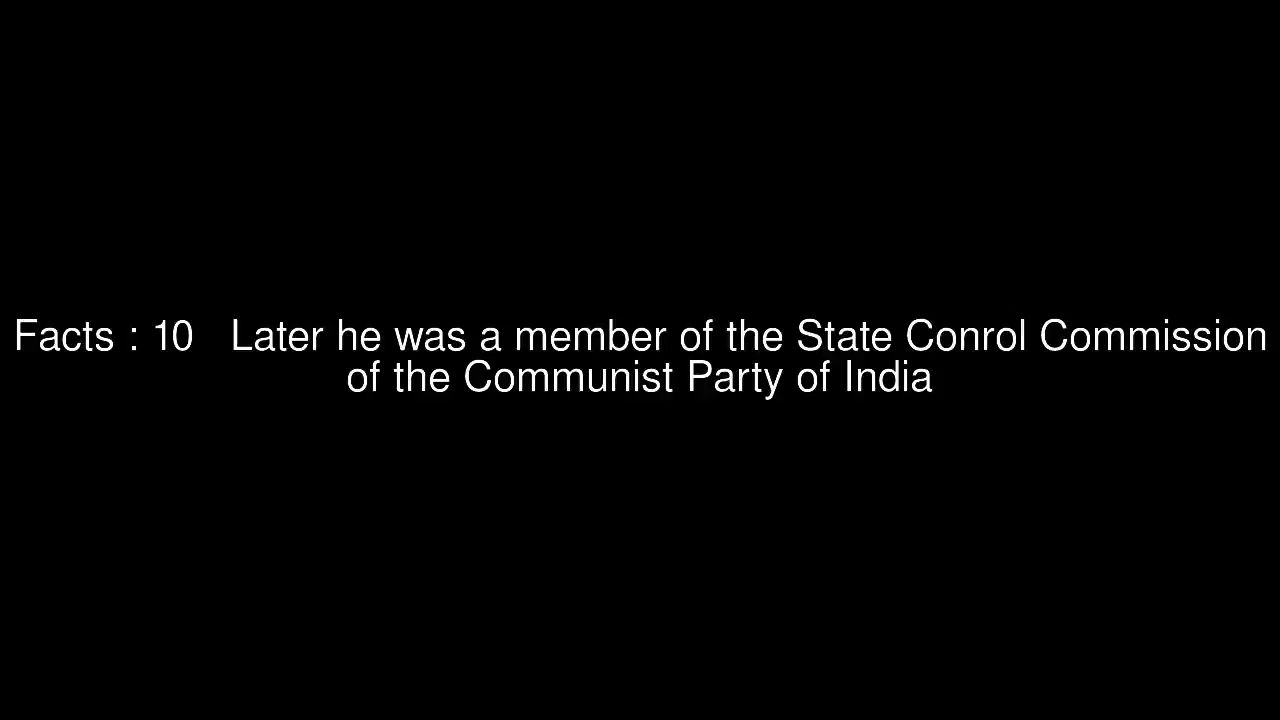 Facts : 10   Later he was a member of the State Conrol Commission
of the Communist Party of India